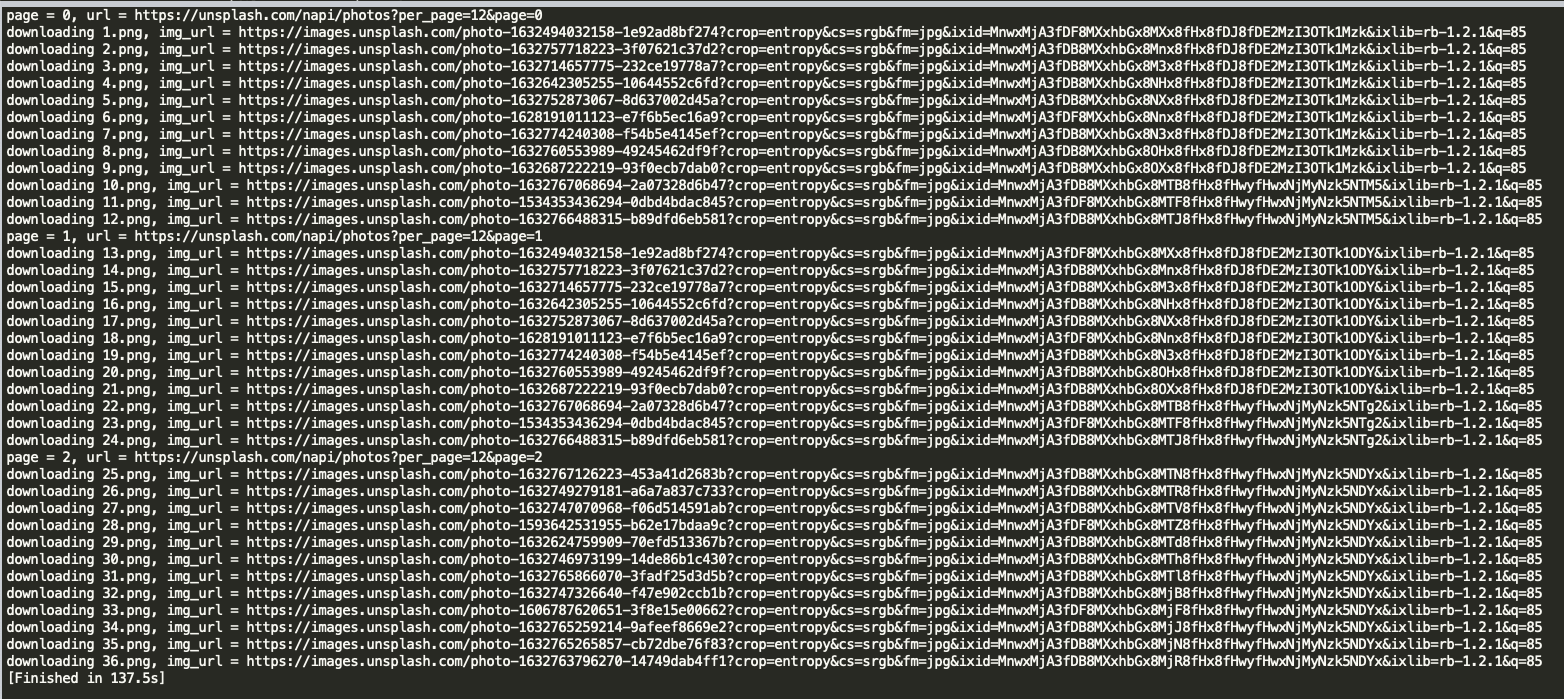 page = 0, url = https://unsplash.com/napi/photos?per_page=12&page=0
downloading 1.png, img_url = https://images.unsplash.com/photo-1632494032158-1e92ad8bf274?crop=entropy&cs=srgb&fm=jpg&ixid=MnwxMjA3fDF8MXxhbGx8MXx8fHx8fDJ8fDE2MzI3OTk1Mzk&ixlib=rb-1.2.1&q=85
downloading 2.png, img_url = https://images.unsplash.com/photo-1632757718223-3f07621c37d2?crop=entropy&cs=srgb&fm=jpg&ixid=MnwxMjA3fDB8MXxhbGx8Mnx8fHx8fDJ8fDE2MzI3OTk1Mzk&ixlib=rb-1.2.1&q=85
downloading 3.png, img_url = https://images.unsplash.com/photo-1632714657775-232ce19778a7?crop=entropy&cs=srgb&fm=jpg&ixid=MnwxMjA3fDB8MXxhbGx8M3x8fHx8fDJ8fDE2MzI3OTk1Mzk&ixlib=rb-1.2.1&q=85
downloading 4.png, img_url = https://images.unsplash.com/photo-1632642305255-10644552c6fd?crop=entropy&cs=srgb&fm=jpg&ixid=MnwxMjA3fDB8MXxhbGx8NHx8fHx8fDJ8fDE2MzI3OTk1Mzk&ixlib=rb-1.2.1&q=85
downloading 5.png, img_url = https://images.unsplash.com/photo-1632752873067-8d637002d45a?crop=entropy&cs=srgb&fm=jpg&ixid=MnwxMjA3fDB8MXxhbGx8NXx8fHx8fDJ8fDE2MzI3OTk1Mzk&ixlib=rb-1.2.1&q=85
downloading 6.png, img_url = https://images.unsplash.com/photo-1628191011123-e7f6b5ec16a9?crop=entropy&cs=srgb&fm=jpg&ixid=MnwxMjA3fDF8MXxhbGx8Nnx8fHx8fDJ8fDE2MzI3OTk1Mzk&ixlib=rb-1.2.1&q=85
downloading 7.png, img_url = https://images.unsplash.com/photo-1632774240308-f54b5e4145ef?crop=entropy&cs=srgb&fm=jpg&ixid=MnwxMjA3fDB8MXxhbGx8N3x8fHx8fDJ8fDE2MzI3OTk1Mzk&ixlib=rb-1.2.1&q=85
downloading 8.png, img_url = https://images.unsplash.com/photo-1632760553989-49245462df9f?crop=entropy&cs=srgb&fm=jpg&ixid=MnwxMjA3fDB8MXxhbGx8OHx8fHx8fDJ8fDE2MzI3OTk1Mzk&ixlib=rb-1.2.1&q=85
downloading 9.png, img_url = https://images.unsplash.com/photo-1632687222219-93f0ecb7dab0?crop=entropy&cs=srgb&fm=jpg&ixid=MnwxMjA3fDB8MXxhbGx8OXx8fHx8fDJ8fDE2MzI3OTk1Mzk&ixlib=rb-1.2.1&q=85
downloading 10.png, img_url = https://images.unsplash.com/photo-1632767068694-2a07328d6b47?crop=entropy&cs=srgb&fm=jpg&ixid=MnwxMjA3fDB8MXxhbGx8MTB8fHx8fHwyfHwxNjMyNzk5NTM5&ixlib=rb-1.2.1&q=85
downloading 11.png, img_url = https://images.unsplash.com/photo-1534353436294-0dbd4bdac845?crop=entropy&cs=srgb&fm=jpg&ixid=MnwxMjA3fDF8MXxhbGx8MTF8fHx8fHwyfHwxNjMyNzk5NTM5&ixlib=rb-1.2.1&q=85
downloading 12.png, img_url = https://images.unsplash.com/photo-1632766488315-b89dfd6eb581?crop=entropy&cs=srgb&fm=jpg&ixid=MnwxMjA3fDB8MXxhbGx8MTJ8fHx8fHwyfHwxNjMyNzk5NTM5&ixlib=rb-1.2.1&q=85
page = 1, url = https://unsplash.com/napi/photos?per_page=12&page=1
downloading 13.png, img_url = https://images.unsplash.com/photo-1632494032158-1e92ad8bf274?crop=entropy&cs=srgb&fm=jpg&ixid=MnwxMjA3fDF8MXxhbGx8MXx8fHx8fDJ8fDE2MzI3OTk1ODY&ixlib=rb-1.2.1&q=85
downloading 14.png, img_url = https://images.unsplash.com/photo-1632757718223-3f07621c37d2?crop=entropy&cs=srgb&fm=jpg&ixid=MnwxMjA3fDB8MXxhbGx8Mnx8fHx8fDJ8fDE2MzI3OTk1ODY&ixlib=rb-1.2.1&q=85
downloading 15.png, img_url = https://images.unsplash.com/photo-1632714657775-232ce19778a7?crop=entropy&cs=srgb&fm=jpg&ixid=MnwxMjA3fDB8MXxhbGx8M3x8fHx8fDJ8fDE2MzI3OTk1ODY&ixlib=rb-1.2.1&q=85
downloading 16.png, img_url = https://images.unsplash.com/photo-1632642305255-10644552c6fd?crop=entropy&cs=srgb&fm=jpg&ixid=MnwxMjA3fDB8MXxhbGx8NHx8fHx8fDJ8fDE2MzI3OTk1ODY&ixlib=rb-1.2.1&q=85
downloading 17.png, img_url = https://images.unsplash.com/photo-1632752873067-8d637002d45a?crop=entropy&cs=srgb&fm=jpg&ixid=MnwxMjA3fDB8MXxhbGx8NXx8fHx8fDJ8fDE2MzI3OTk1ODY&ixlib=rb-1.2.1&q=85
downloading 18.png, img_url = https://images.unsplash.com/photo-1628191011123-e7f6b5ec16a9?crop=entropy&cs=srgb&fm=jpg&ixid=MnwxMjA3fDF8MXxhbGx8Nnx8fHx8fDJ8fDE2MzI3OTk1ODY&ixlib=rb-1.2.1&q=85
downloading 19.png, img_url = https://images.unsplash.com/photo-1632774240308-f54b5e4145ef?crop=entropy&cs=srgb&fm=jpg&ixid=MnwxMjA3fDB8MXxhbGx8N3x8fHx8fDJ8fDE2MzI3OTk1ODY&ixlib=rb-1.2.1&q=85
downloading 20.png, img_url = https://images.unsplash.com/photo-1632760553989-49245462df9f?crop=entropy&cs=srgb&fm=jpg&ixid=MnwxMjA3fDB8MXxhbGx8OHx8fHx8fDJ8fDE2MzI3OTk1ODY&ixlib=rb-1.2.1&q=85
downloading 21.png, img_url = https://images.unsplash.com/photo-1632687222219-93f0ecb7dab0?crop=entropy&cs=srgb&fm=jpg&ixid=MnwxMjA3fDB8MXxhbGx8OXx8fHx8fDJ8fDE2MzI3OTk1ODY&ixlib=rb-1.2.1&q=85
downloading 22.png, img_url = https://images.unsplash.com/photo-1632767068694-2a07328d6b47?crop=entropy&cs=srgb&fm=jpg&ixid=MnwxMjA3fDB8MXxhbGx8MTB8fHx8fHwyfHwxNjMyNzk5NTg2&ixlib=rb-1.2.1&q=85
downloading 23.png, img_url = https://images.unsplash.com/photo-1534353436294-0dbd4bdac845?crop=entropy&cs=srgb&fm=jpg&ixid=MnwxMjA3fDF8MXxhbGx8MTF8fHx8fHwyfHwxNjMyNzk5NTg2&ixlib=rb-1.2.1&q=85
downloading 24.png, img_url = https://images.unsplash.com/photo-1632766488315-b89dfd6eb581?crop=entropy&cs=srgb&fm=jpg&ixid=MnwxMjA3fDB8MXxhbGx8MTJ8fHx8fHwyfHwxNjMyNzk5NTg2&ixlib=rb-1.2.1&q=85
page = 2, url = https://unsplash.com/napi/photos?per_page=12&page=2
downloading 25.png, img_url = https://images.unsplash.com/photo-1632767126223-453a41d2683b?crop=entropy&cs=srgb&fm=jpg&ixid=MnwxMjA3fDB8MXxhbGx8MTN8fHx8fHwyfHwxNjMyNzk5NDYx&ixlib=rb-1.2.1&q=85
downloading 26.png, img_url = https://images.unsplash.com/photo-1632749279181-a6a7a837c733?crop=entropy&cs=srgb&fm=jpg&ixid=MnwxMjA3fDB8MXxhbGx8MTR8fHx8fHwyfHwxNjMyNzk5NDYx&ixlib=rb-1.2.1&q=85
downloading 27.png, img_url = https://images.unsplash.com/photo-1632747070968-f06d514591ab?crop=entropy&cs=srgb&fm=jpg&ixid=MnwxMjA3fDB8MXxhbGx8MTV8fHx8fHwyfHwxNjMyNzk5NDYx&ixlib=rb-1.2.1&q=85
downloading 28.png, img_url = https://images.unsplash.com/photo-1593642531955-b62e17bdaa9c?crop=entropy&cs=srgb&fm=jpg&ixid=MnwxMjA3fDF8MXxhbGx8MTZ8fHx8fHwyfHwxNjMyNzk5NDYx&ixlib=rb-1.2.1&q=85
downloading 29.png, img_url = https://images.unsplash.com/photo-1632624759909-70efd513367b?crop=entropy&cs=srgb&fm=jpg&ixid=MnwxMjA3fDB8MXxhbGx8MTd8fHx8fHwyfHwxNjMyNzk5NDYx&ixlib=rb-1.2.1&q=85
downloading 30.png, img_url = https://images.unsplash.com/photo-1632746973199-14de86b1c430?crop=entropy&cs=srgb&fm=jpg&ixid=MnwxMjA3fDB8MXxhbGx8MTh8fHx8fHwyfHwxNjMyNzk5NDYx&ixlib=rb-1.2.1&q=85
downloading 31.png, img_url = https://images.unsplash.com/photo-1632765866070-3fadf25d3d5b?crop=entropy&cs=srgb&fm=jpg&ixid=MnwxMjA3fDB8MXxhbGx8MTl8fHx8fHwyfHwxNjMyNzk5NDYx&ixlib=rb-1.2.1&q=85
downloading 32.png, img_url = https://images.unsplash.com/photo-1632747326640-f47e902ccb1b?crop=entropy&cs=srgb&fm=jpg&ixid=MnwxMjA3fDB8MXxhbGx8MjB8fHx8fHwyfHwxNjMyNzk5NDYx&ixlib=rb-1.2.1&q=85
downloading 33.png, img_url = https://images.unsplash.com/photo-1606787620651-3f8e15e00662?crop=entropy&cs=srgb&fm=jpg&ixid=MnwxMjA3fDF8MXxhbGx8MjF8fHx8fHwyfHwxNjMyNzk5NDYx&ixlib=rb-1.2.1&q=85
downloading 34.png, img_url = https://images.unsplash.com/photo-1632765259214-9afeef8669e2?crop=entropy&cs=srgb&fm=jpg&ixid=MnwxMjA3fDB8MXxhbGx8MjJ8fHx8fHwyfHwxNjMyNzk5NDYx&ixlib=rb-1.2.1&q=85
downloading 35.png, img_url = https://images.unsplash.com/photo-1632765265857-cb72dbe76f83?crop=entropy&cs=srgb&fm=jpg&ixid=MnwxMjA3fDB8MXxhbGx8MjN8fHx8fHwyfHwxNjMyNzk5NDYx&ixlib=rb-1.2.1&q=85
downloading 36.png, img_url = https://images.unsplash.com/photo-1632763796270-14749dab4ff1?crop=entropy&cs=srgb&fm=jpg&ixid=MnwxMjA3fDB8MXxhbGx8MjR8fHx8fHwyfHwxNjMyNzk5NDYx&ixlib=rb-1.2.1&q=85
[Finished in 137.5s]